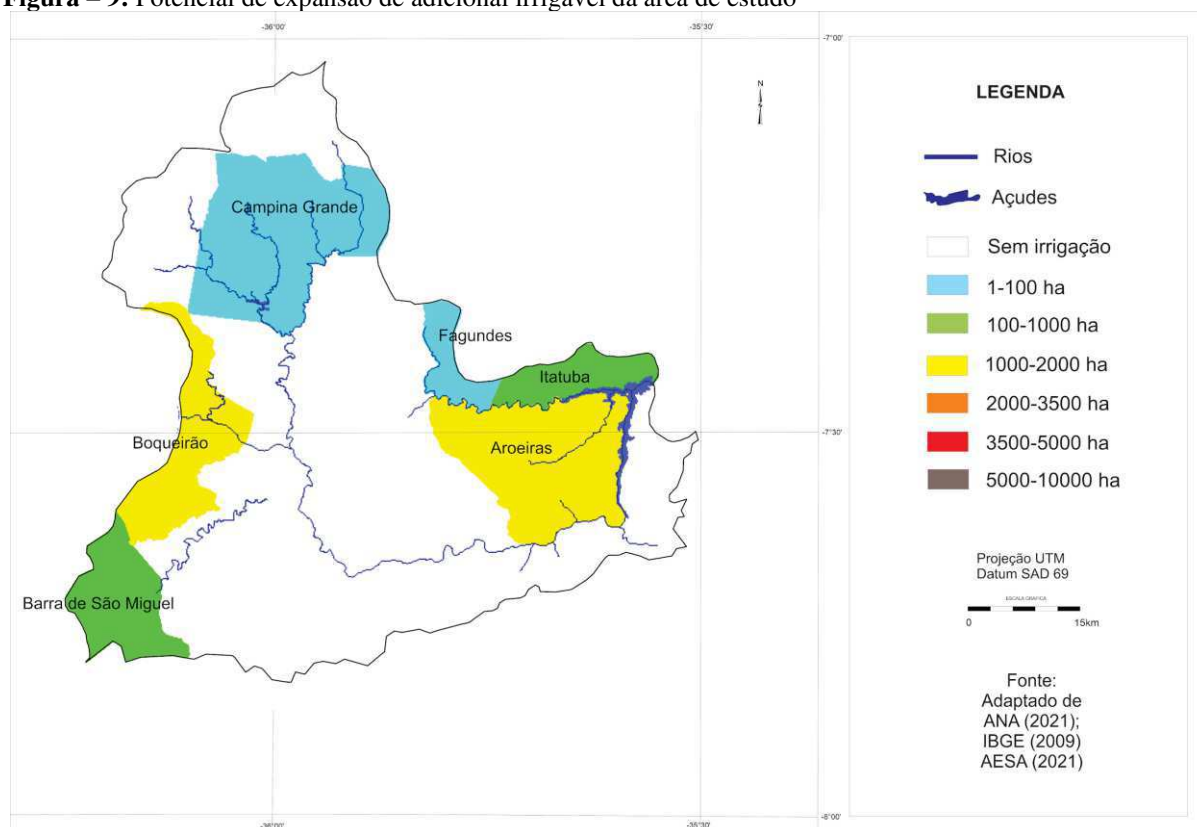 Figura – 9: Potencial de expansão de adicional irrigável da área de estudo
-36°00'
-35°30'
-7°00'
N
Campina Grande
Fagundes
Itatuba
Boqueirão
Aroeiras
-7°30'
Barra de São Miguel
-36°00'
-35°30'
-8°00'
LEGENDA
Rios
Açudes
Sem irrigação
1-100 ha
100-1000 ha
1000-2000 ha
2000-3500 ha
3500-5000 ha
5000-10000 ha
Projeção UTM
Datum SAD 69
ESCALA GRÁFICA
0 15km
Fonte:
Adaptado de
ANA (2021);
IBGE (2009)
AESA (2021)